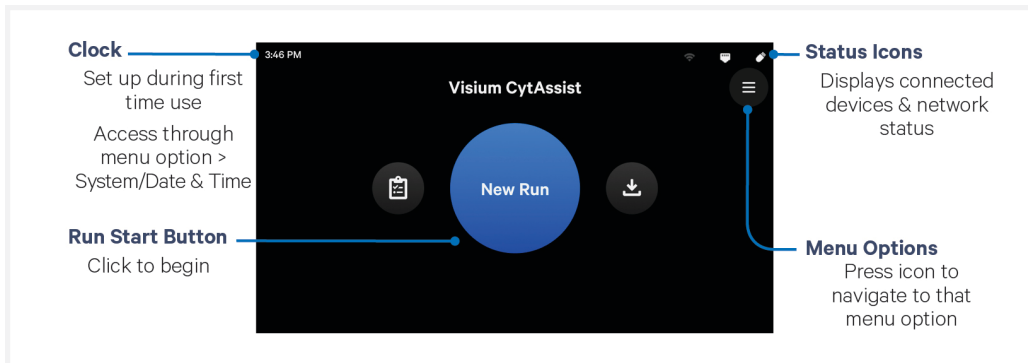 Clock
Set up during first
time use
Access through
menu option >
System/Date & Time
Run Start Button
Click to begin
3:46 PM
Visium CytAssist
New Run
Status Icons
Displays connected
devices & network
status
Menu Options
Press icon to
navigate to that
menu option